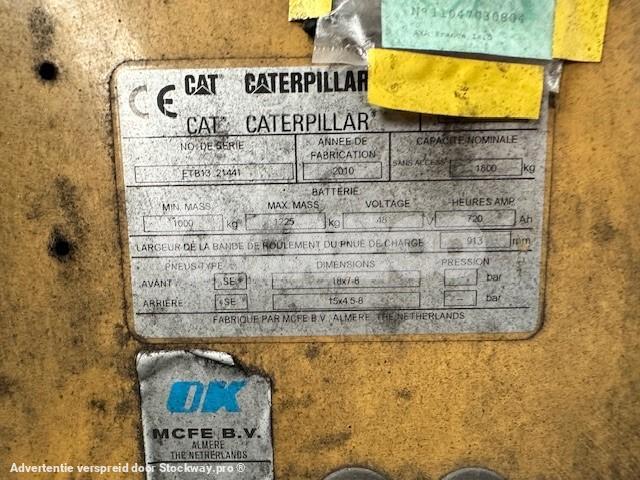 Nº11047030804
CE CAT CATERPILLAR
CAT® CATERPILLAR®
NO. DE SERIE
ANNEE DE FABRICATION
CAPACITE NOMINALE
ETB13 21441
2010
SANS ACCESS. 1800 kg
BATTERIE:
MIN. MASS. MAX. MASS VOLTAGE HEURES AMP.
1000 kg 1225 kg 48 V 720 Ah
LARGEUR DE LA BANDE DE ROULEMENT DU PNUE DE CHARGE 913 mm
PNEUS-TYPE DIMENSIONS PRESSION
AVANT SE 18x7-8 bar
ARRIÈRE SE 15x4.5-8 – bar
FABRIQUE PAR MCFE B.V., ALMERE, THE NETHERLANDS
OK
MCFE B.V.
ALMERE
THE NETHERLANDS
Advertentie verspreid door Stockway.pro®